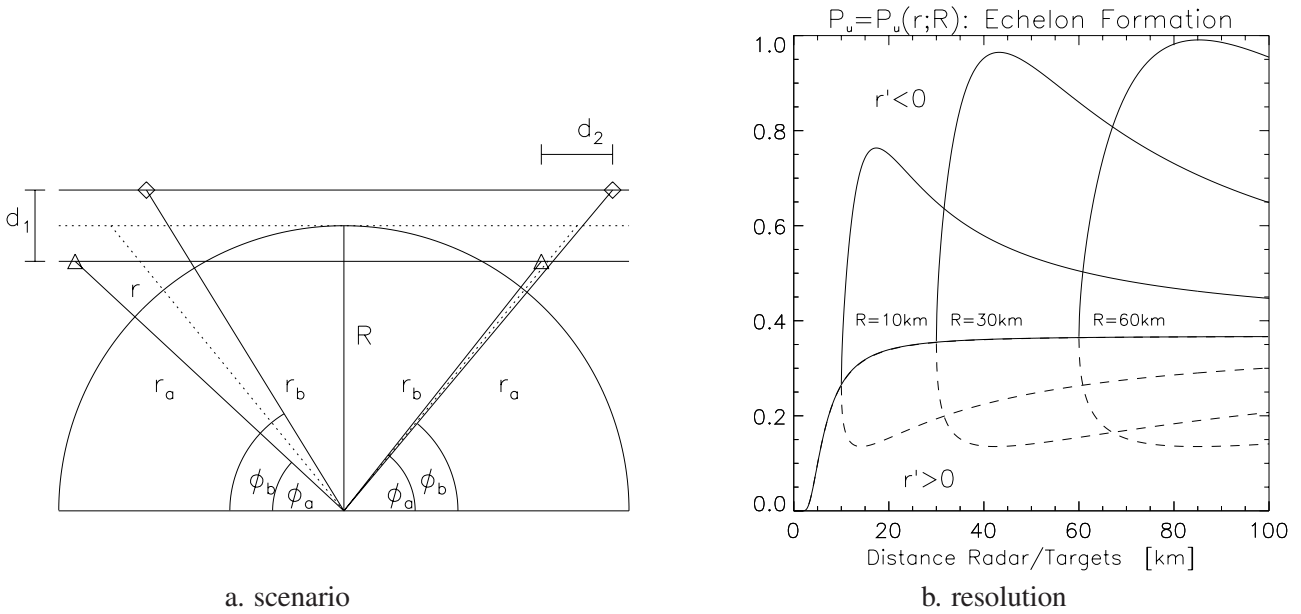 d₂
d₁
r
R
rₐ
r_b
r_b
rₐ
ϕ_b
ϕₐ
ϕₐ
ϕ_b
a. scenario
Pᵤ=Pᵤ(r;R): Echelon Formation
1.0
r'<0
0.8
0.6
0.4
R=10km
R=30km
R=60km
0.2
r'>0
0.0
0
20
40
60
80
100
Distance Radar/Targets [km]
b. resolution